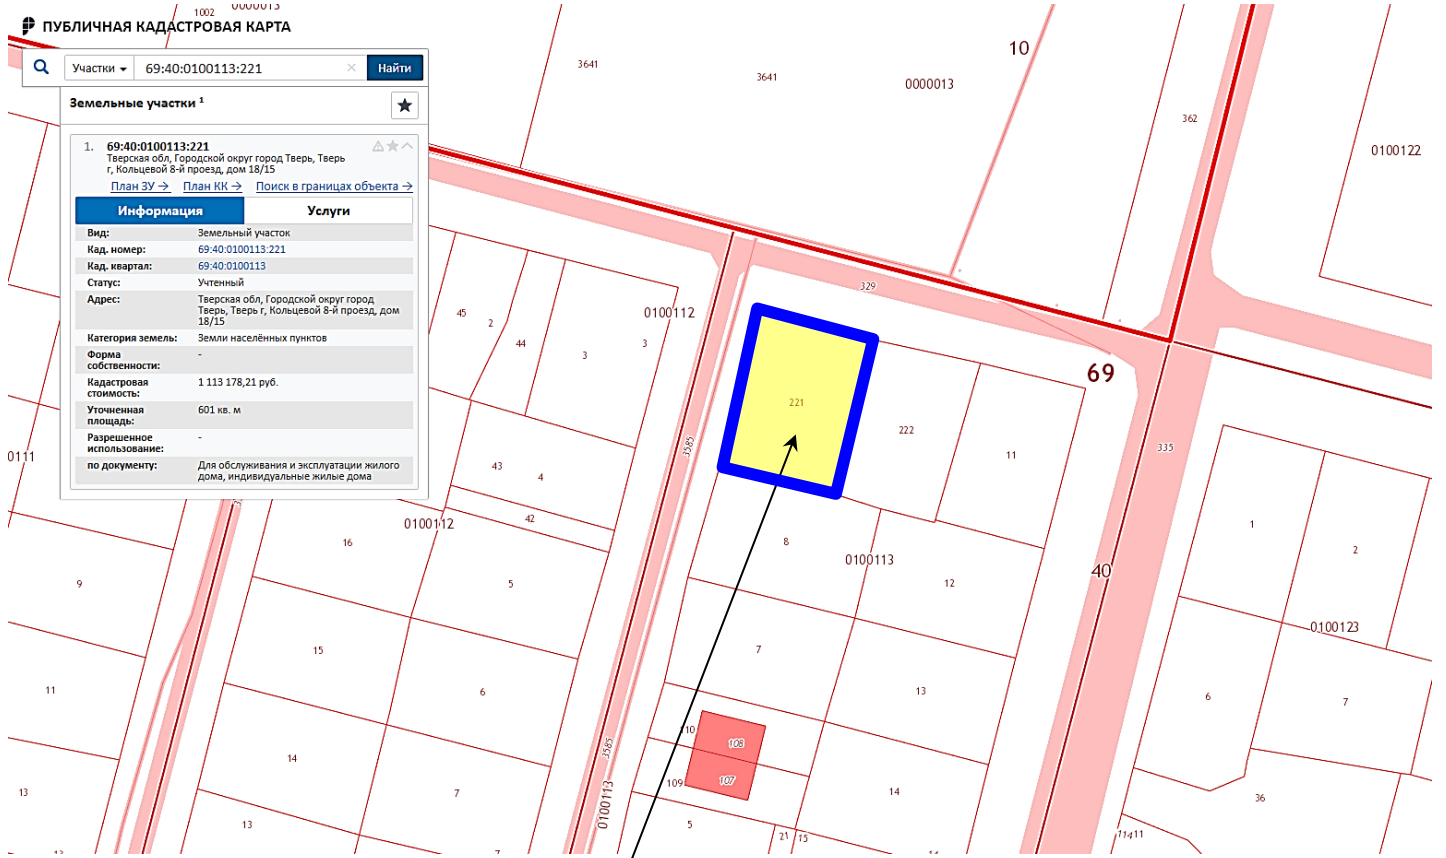 1002
0000013
ПУБЛИЧНАЯ КАДАСТРОВАЯ КАРТА
Участки
69:40:0100113:221
×
Найти
Земельные участки 1
1.
69:40:0100113:221
Тверская обл, Городской округ город Тверь, Тверь
г, Кольцевой 8-й проезд, дом 18/15
План ЗУ →
План КК →
Поиск в границах объекта →
Информация
Услуги
Вид:
Земельный участок
Кад. номер:
69:40:0100113:221
Кад. квартал:
69:40:0100113
Статус:
Учтенный
Адрес:
Тверская обл, Городской округ город
Тверь, Тверь г, Кольцевой 8-й проезд, дом
18/15
Категория земель:
Земли населённых пунктов
Форма
собственности:
-
Кадастровая
стоимость:
1 113 178,21 руб.
Уточненная
площадь:
601 кв. м
Разрешенное
использование:
-
по документу:
Для обслуживания и эксплуатации жилого
дома, индивидуальные жилые дома
3641
3641
10
0000013
362
0100122
329
0100112
45
2
44
3
3
69
221
222
11
335
3585
0111
43
4
42
0100112
16
5
9
8
0100113
12
40
1
2
0100123
15
7
11
6
13
6
7
110
108
109
107
3585
14
7
13
14
36
13
0100113
5
21
15
11411
13
7
14